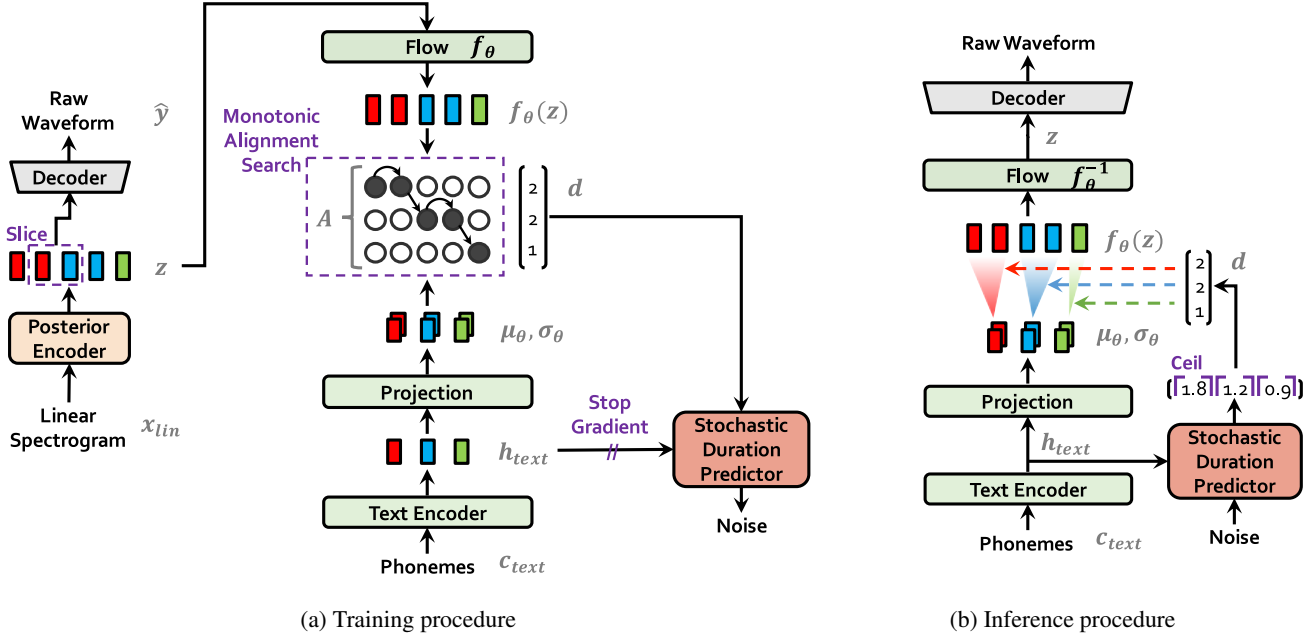 Flow f_θ
f_θ(z)
Monotonic
Alignment
Search
A
2
2
1
d
Raw
Waveform
ŷ
Decoder
Slice
z
Posterior
Encoder
Linear
Spectrogram
x_lin
μ_θ, σ_θ
Projection
h_text
Stop
Gradient
Stochastic
Duration
Predictor
Noise
Text Encoder
Phonemes
c_text
(a) Training procedure
Raw Waveform
Decoder
z
Flow f_θ^{-1}
f_θ(z)
2
2
1
d
μ_θ, σ_θ
Ceil
1.8 1.2 0.9
Projection
h_text
Stochastic
Duration
Predictor
Text Encoder
Phonemes
c_text
Noise
(b) Inference procedure